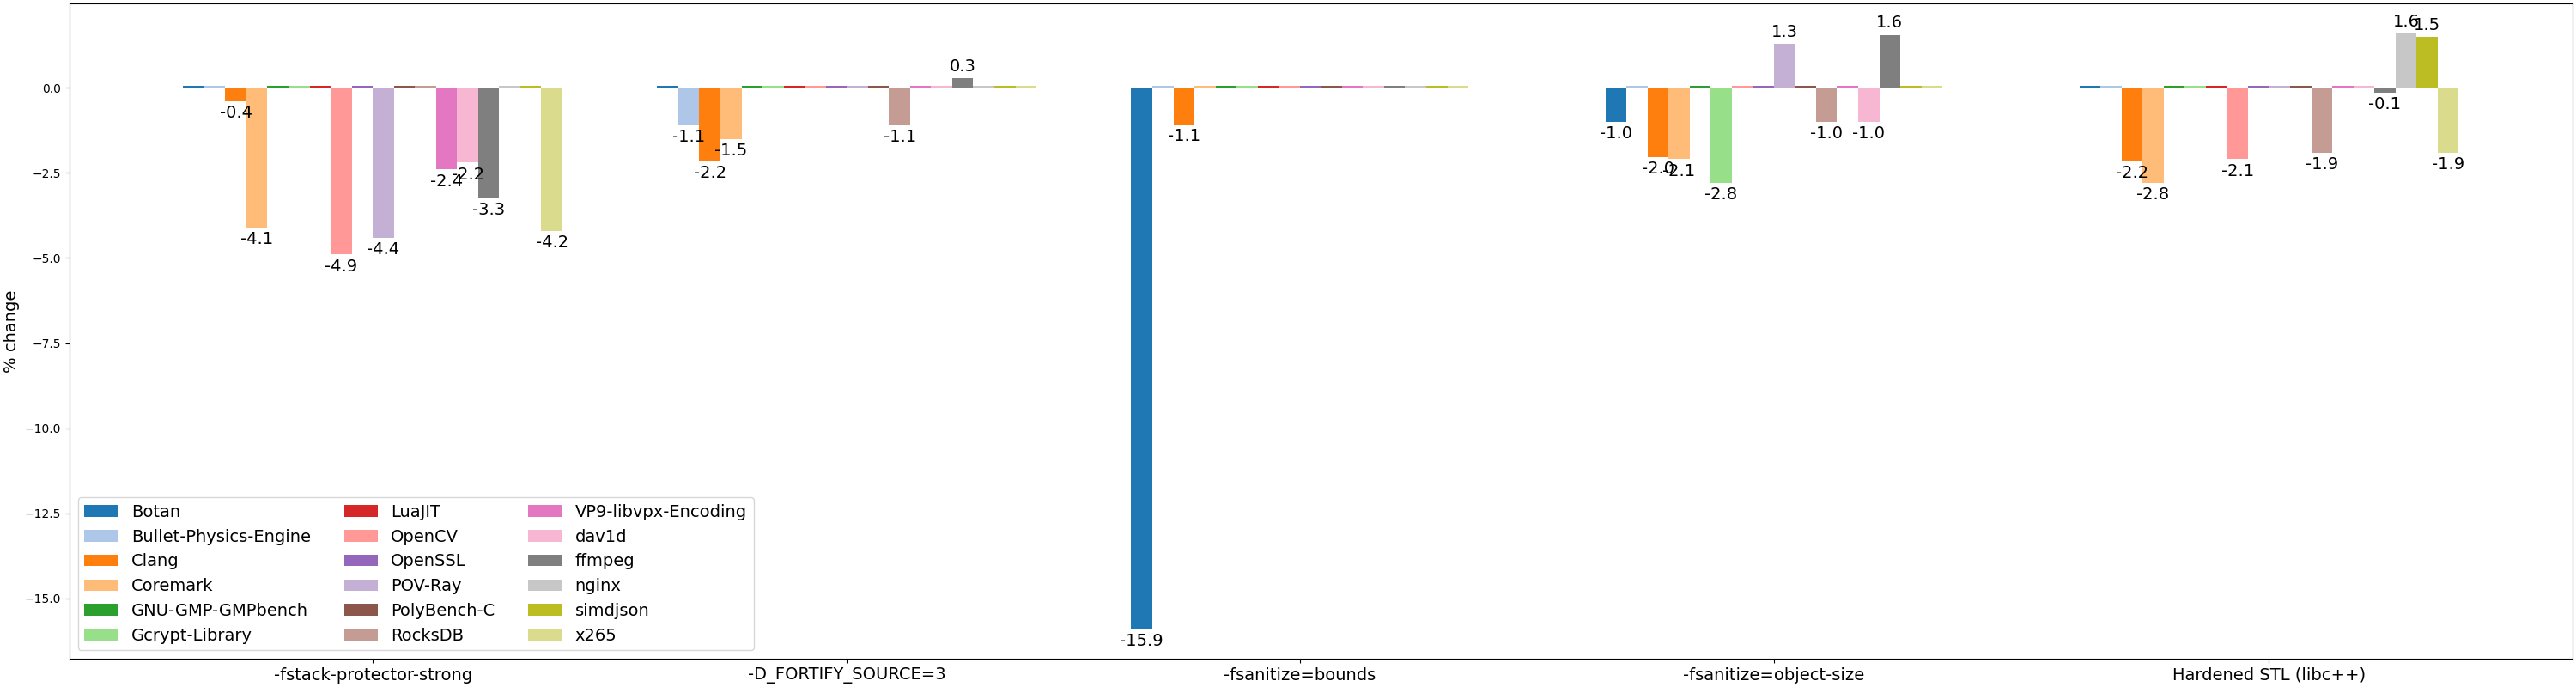 1.6
1.5
1.3
1.6
0.3
0.0
-0.4
-4.1
-4.9
-4.4
-2.4
-2.2
-3.3
-4.2
-1.1
-2.2
-1.5
-1.1
-15.9
-1.1
-1.0
-2.0
-2.1
-2.8
-1.0
-1.0
-2.2
-2.8
-2.1
-1.9
-0.1
-1.9
−2.5
−5.0
−7.5
−10.0
−12.5
−15.0
% change
Botan
Bullet-Physics-Engine
Clang
Coremark
GNU-GMP-GMPbench
Gcrypt-Library
LuaJIT
OpenCV
OpenSSL
POV-Ray
PolyBench-C
RocksDB
VP9-libvpx-Encoding
dav1d
ffmpeg
nginx
simdjson
x265
-fstack-protector-strong
-D_FORTIFY_SOURCE=3
-fsanitize=bounds
-fsanitize=object-size
Hardened STL (libc++)